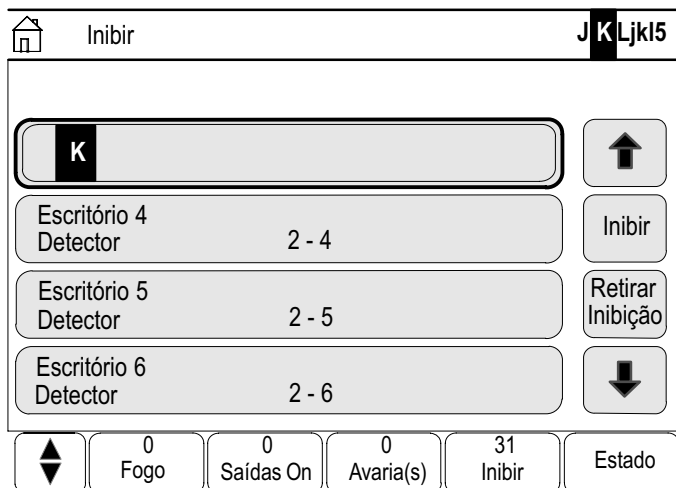 Inibir
JKLjkl5
K
Escritório 4
Detector 2 - 4
Inibir
Escritório 5
Detector 2 - 5
Retirar
Inibição
Escritório 6
Detector 2 - 6
0
Fogo
0
Saídas On
0
Avaria(s)
31
Inibir
Estado